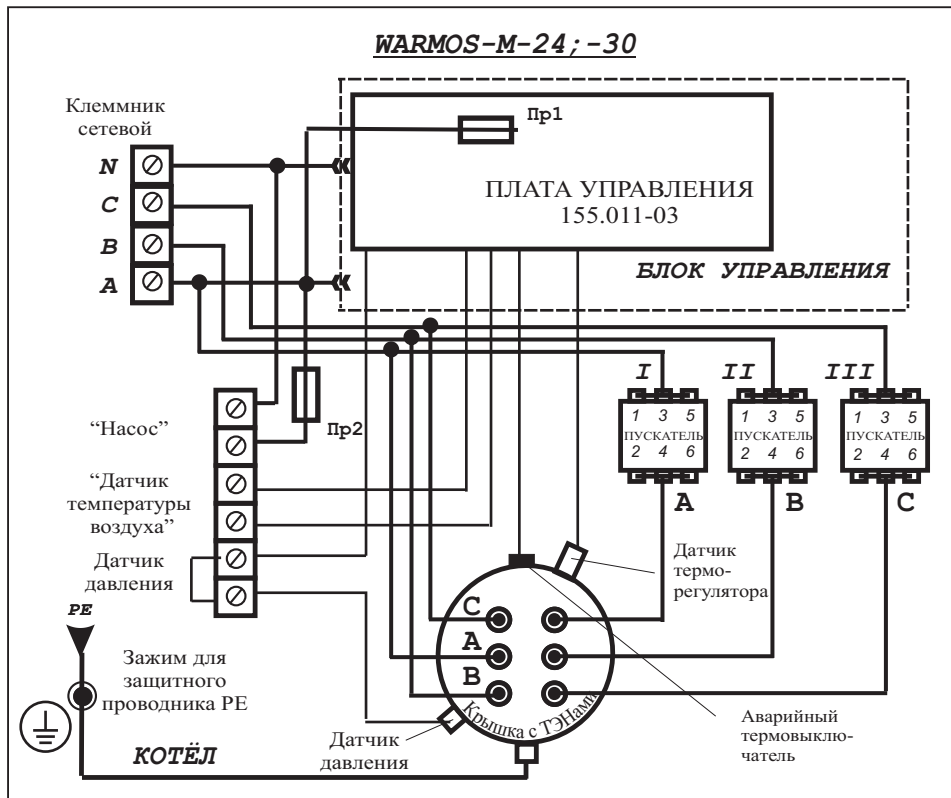 WARMOS-M-24; -30
Клеммник
сетевой
N
C
B
A
Пр1
ПЛАТА УПРАВЛЕНИЯ
155.011-03
БЛОК УПРАВЛЕНИЯ
I
II
III
1 3 5
ПУСКАТЕЛЬ
2 4 6
1 3 5
ПУСКАТЕЛЬ
2 4 6
1 3 5
ПУСКАТЕЛЬ
2 4 6
A
B
C
Пр2
“Насос”
“Датчик
температуры
воздуха”
Датчик
давления
PE
Зажим для
защитного
проводника PE
КОТЁЛ
Датчик
термо-
регулятора
C
A
B
Крышка с ТЭНами
Датчик
давления
Аварийный
термовыклю-
чатель